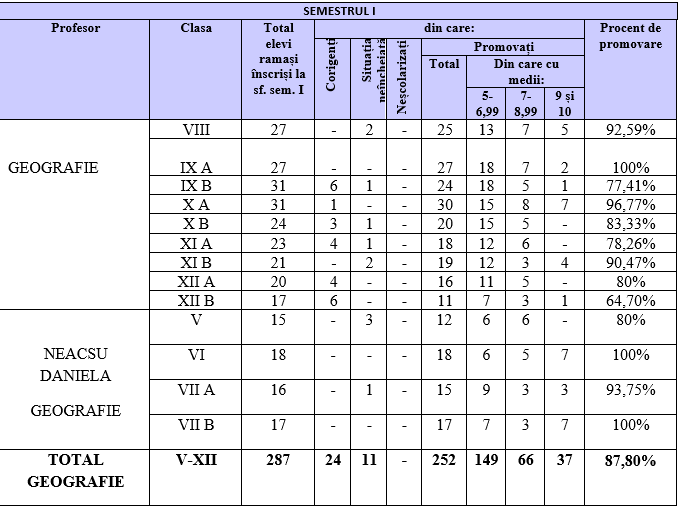 SEMESTRUL I
Profesor Clasa Total elevi ramași înscriși la sf. sem. I din care: Procent de promovare
Corigenți Situația neîncheiată Neșcolarizați Promovați
Total Din care cu medii:
5-6,99 7-8,99 9 și 10
VIII 27 - 2 - 25 13 7 5 92,59%
GEOGRAFIE IX A 27 - - - 27 18 7 2 100%
IX B 31 6 1 - 24 18 5 1 77,41%
X A 31 1 - - 30 15 8 7 96,77%
X B 24 3 1 - 20 15 5 - 83,33%
XI A 23 4 1 - 18 12 6 - 78,26%
XI B 21 - 2 - 19 12 3 4 90,47%
XII A 20 4 - - 16 11 5 - 80%
XII B 17 6 - - 11 7 3 1 64,70%
V 15 - 3 - 12 6 6 - 80%
NEACSU VI 18 - - - 18 6 5 7 100%
DANIELA
VII A 16 - 1 - 15 9 3 3 93,75%
GEOGRAFIE
VII B 17 - - - 17 7 3 7 100%
TOTAL V-XII 287 24 11 - 252 149 66 37 87,80%
GEOGRAFIE